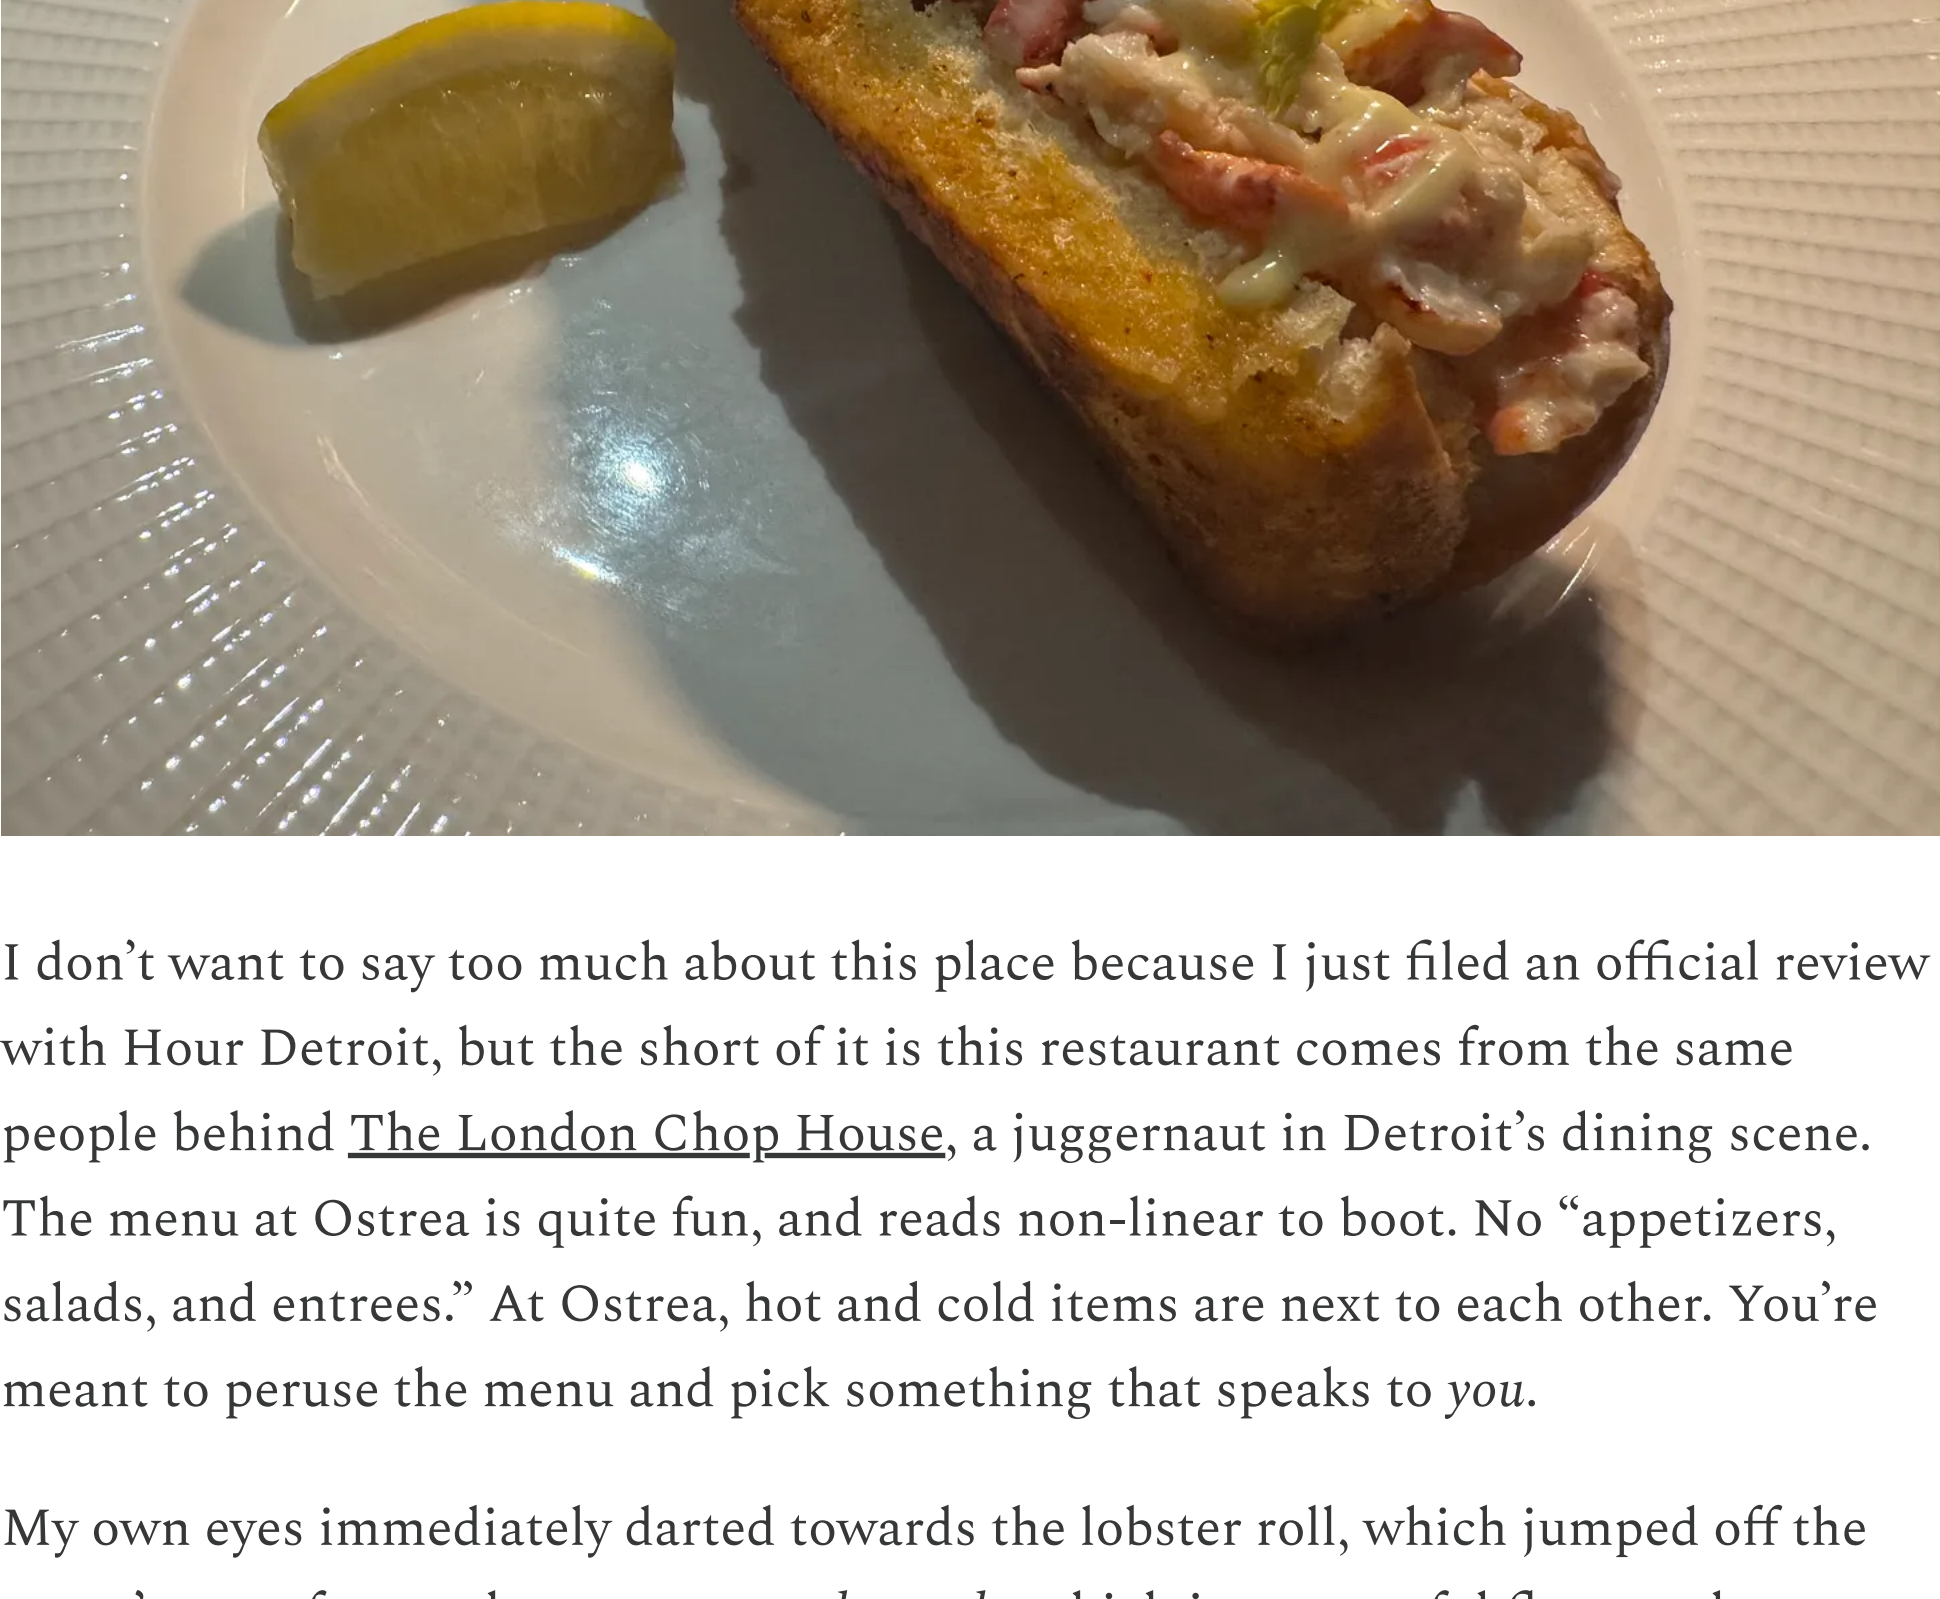 I don’t want to say too much about this place because I just filed an official review
with Hour Detroit, but the short of it is this restaurant comes from the same
people behind The London Chop House, a juggernaut in Detroit’s dining scene.
The menu at Ostrea is quite fun, and reads non-linear to boot. No “appetizers,
salads, and entrees.” At Ostrea, hot and cold items are next to each other. You’re
meant to peruse the menu and pick something that speaks to you.
My own eyes immediately darted towards the lobster roll, which jumped off the